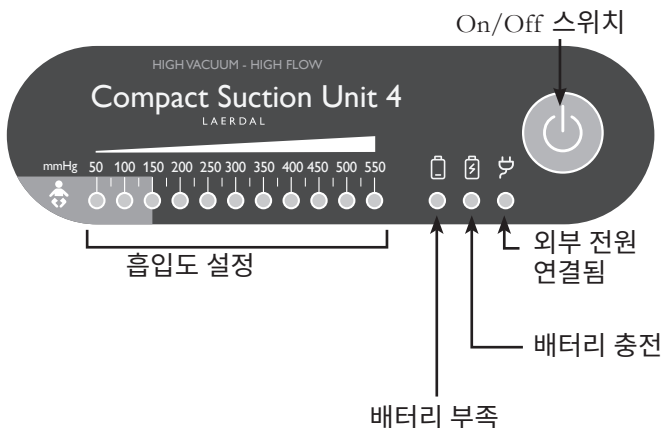 On/Off 스위치
HIGH VACUUM - HIGH FLOW
Compact Suction Unit 4
LAERDAL
mmHg 50 100 150 200 250 300 350 400 450 500 550
흡입도 설정
외부 전원
연결됨
배터리 충전
배터리 부족